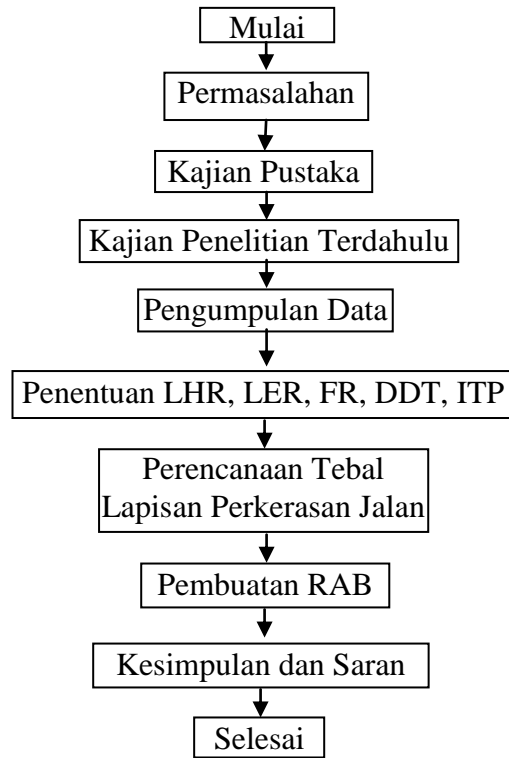 Mulai
Permasalahan
Kajian Pustaka
Kajian Penelitian Terdahulu
Pengumpulan Data
Penentuan LHR, LER, FR, DDT, ITP
Perencanaan Tebal
Lapisan Perkerasan Jalan
Pembuatan RAB
Kesimpulan dan Saran
Selesai